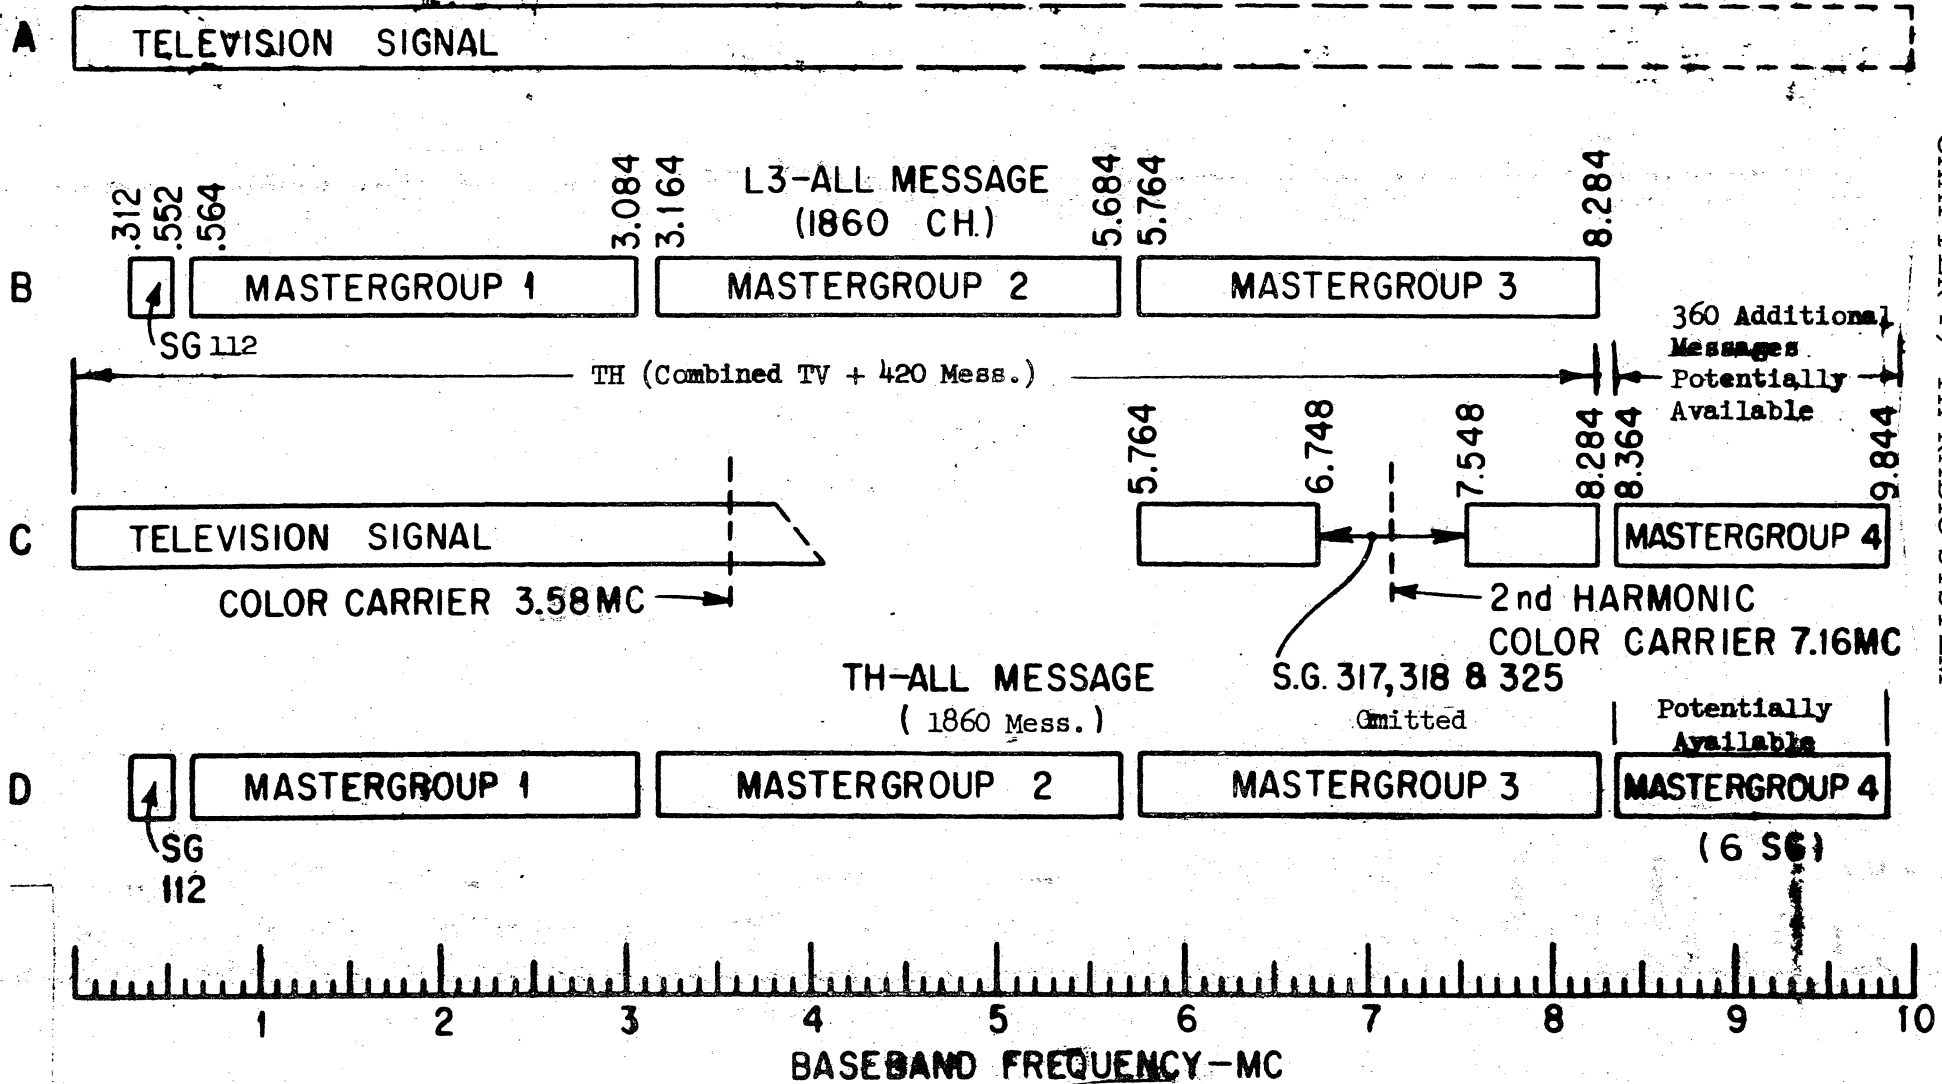 A
TELEVISION SIGNAL
.312
.552
.564
3.084
3.164
L3-ALL MESSAGE
(1860 CH.)
5.684
5.764
8.284
B
MASTERGROUP 1
MASTERGROUP 2
MASTERGROUP 3
SG 112
360 Additional
Messages
Potentially
Available
TH (Combined TV + 420 Mess.)
5.764
6.748
7.548
8.284
8.364
9.844
C
TELEVISION SIGNAL
MASTERGROUP 4
COLOR CARRIER 3.58MC
2nd HARMONIC
COLOR CARRIER 7.16MC
S.G. 317,318 & 325
Omitted
TH-ALL MESSAGE
( 1860 Mess.)
Potentially
Available
D
MASTERGROUP 1
MASTERGROUP 2
MASTERGROUP 3
MASTERGROUP 4
SG
112
(6 SG)
1 2 3 4 5 6 7 8 9 10
BASEBAND FREQUENCY-MC